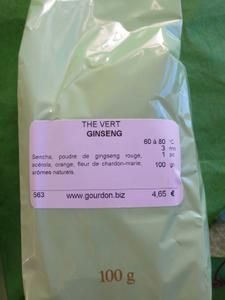 THE VERT
GINSENG
60 à 80 °C
3 mn
Sencha, poudre de gingseng rouge, 1 pc
acérola, orange, fleur de chardon-marie, 100 gr
arômes naturels.
563 www.gourdon.biz 4,65 €
100 g